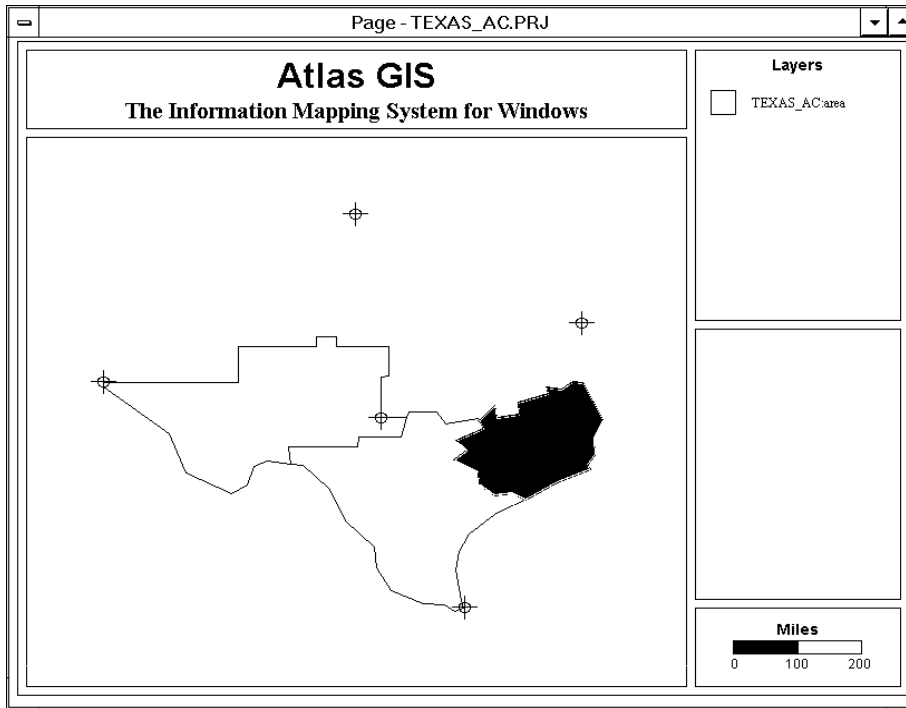 Page - TEXAS_AC.PRJ
Atlas GIS
The Information Mapping System for Windows
Layers
TEXAS_AC:area
Miles
0 100 200